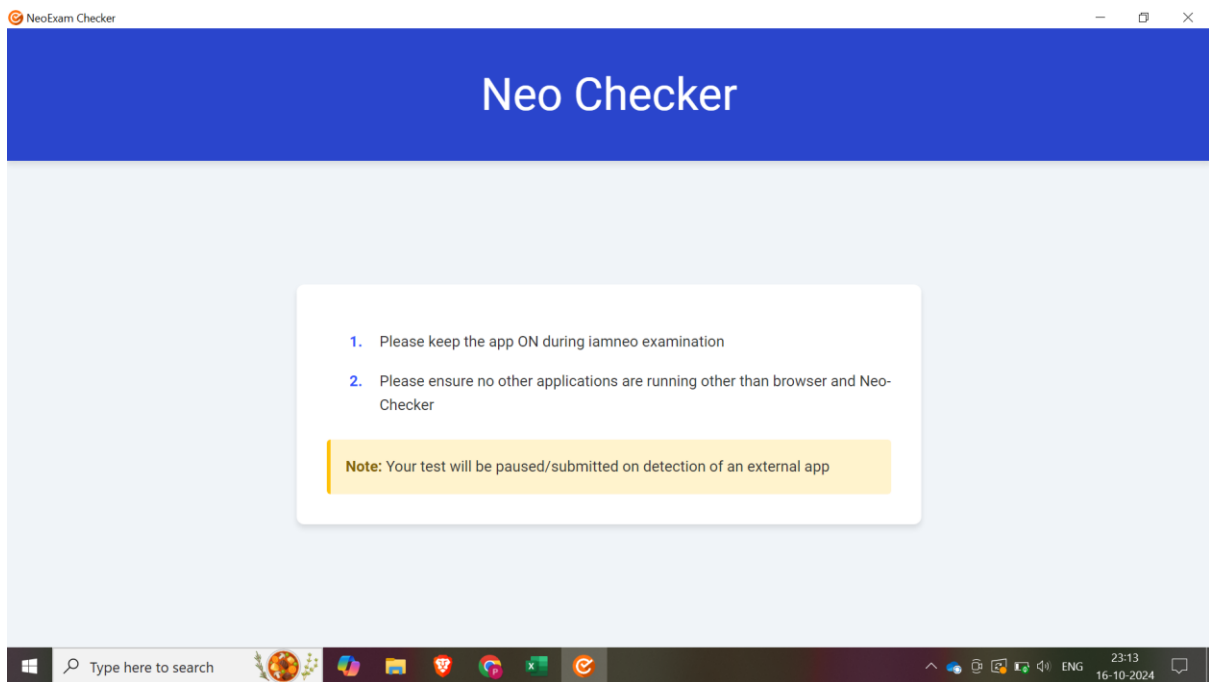 NeoExam Checker
Neo Checker
1. Please keep the app ON during iamneo examination
2. Please ensure no other applications are running other than browser and Neo-
Checker
Note: Your test will be paused/submitted on detection of an external app
Type here to search
ENG
23:13
16-10-2024